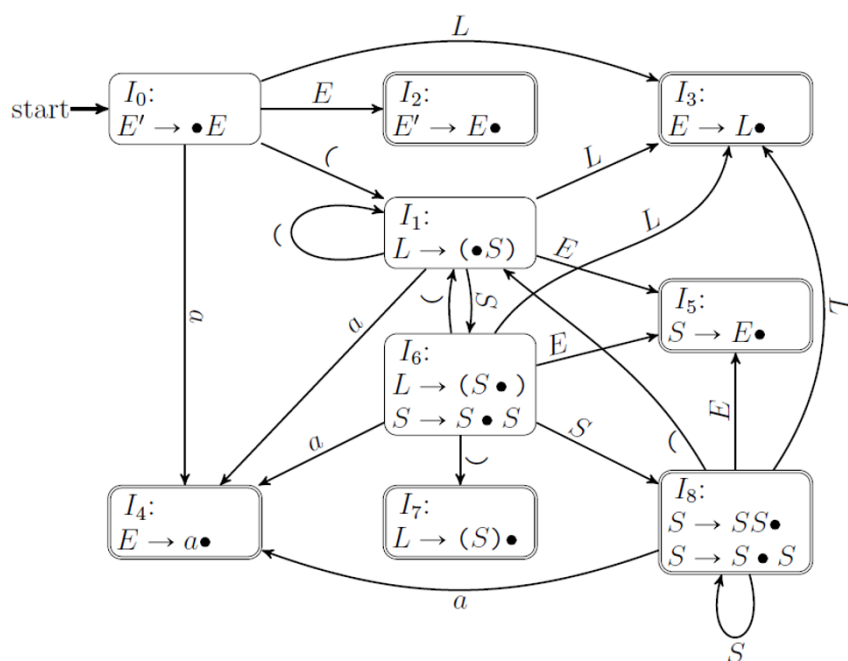 L
start
I₀:
E′ → •E
E
I₂:
E′ → E•
I₃:
E → L•
(
L
(
I₁:
L → (•S)
E
L
a
a
(
S
I₅:
S → E•
L
I₆:
L → (S•)
S → S•S
E
E
a
)
S
(
I₄:
E → a•
I₇:
L → (S)•
I₈:
S → SS•
S → S•S
a
S